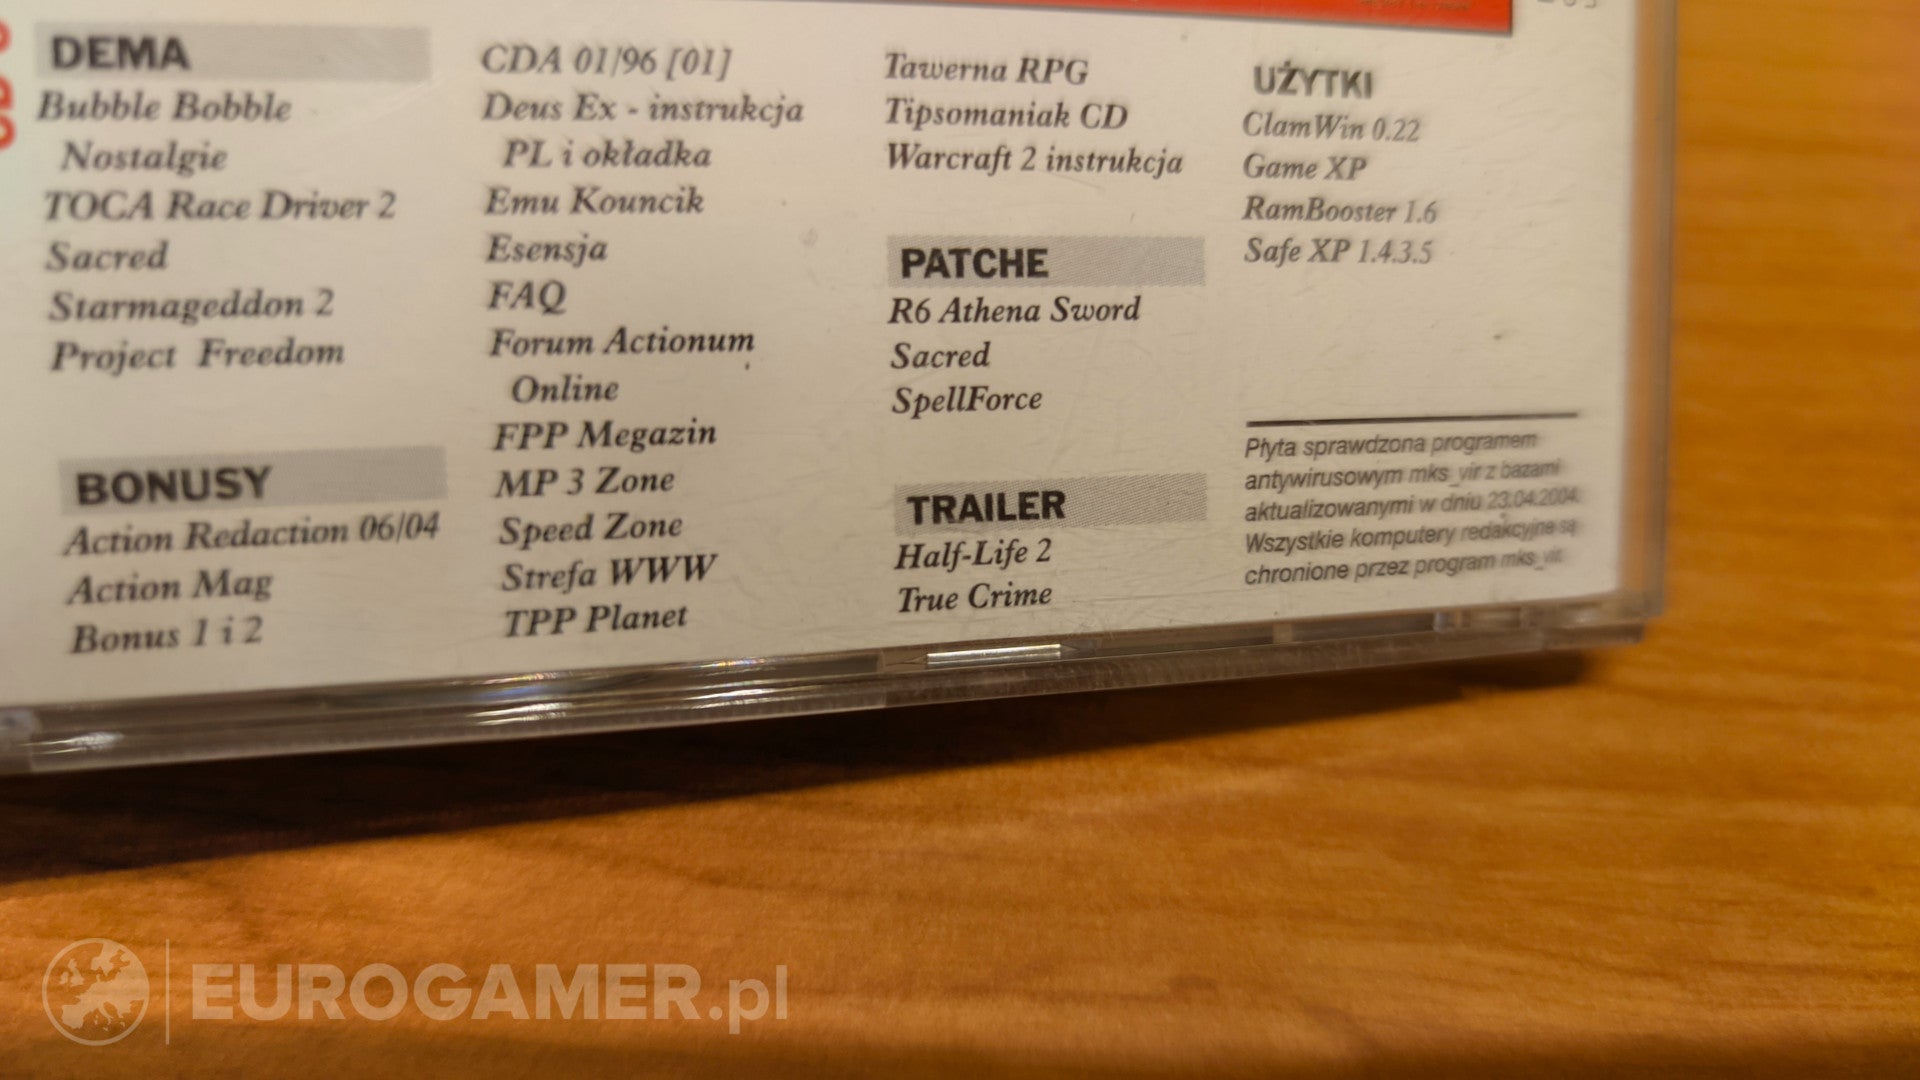 DEMA
Bubble Bobble
Nostalgie
TOCA Race Driver 2
Sacred
Starmageddon 2
Project Freedom
BONUSY
Action Redaction 06/04
Action Mag
Bonus 1 i 2
CDA 01/96 [01]
Deus Ex - instrukcja
PL i okładka
Emu Kouncik
Esensja
FAQ
Forum Actionum
Online
FPP Megazin
MP 3 Zone
Speed Zone
Strefa WWW
TPP Planet
Tawerna RPG
Tipsomaniak CD
Warcraft 2 instrukcja
PATCHE
R6 Athena Sword
Sacred
SpellForce
TRAILER
Half-Life 2
True Crime
UŻYTKI
ClamWin 0.22
Game XP
RamBooster 1.6
Safe XP 1.4.3.5
Płyta sprawdzona programem
antywirusowym mks_vir z bazami
aktualizowanymi w dniu 23.04.2004.
Wszystkie komputery redakcyjne są
chronione przez program mks_vir.
EUROGAMER.pl